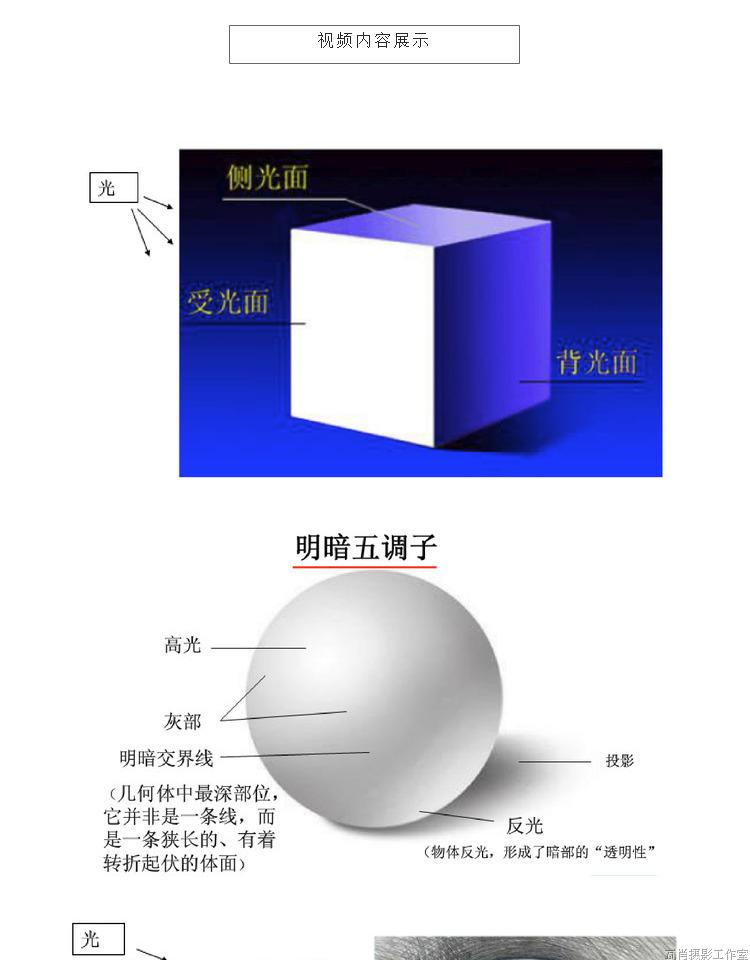 视频内容展示
光
侧光面
受光面
背光面
明暗五调子
高光
灰部
明暗交界线
投影
（几何体中最深部位，
它并非是一条线，而
是一条狭长的、有着
转折起伏的体面）
反光
（物体反光，形成了暗部的“透明性”
光
高尚摄影工作室